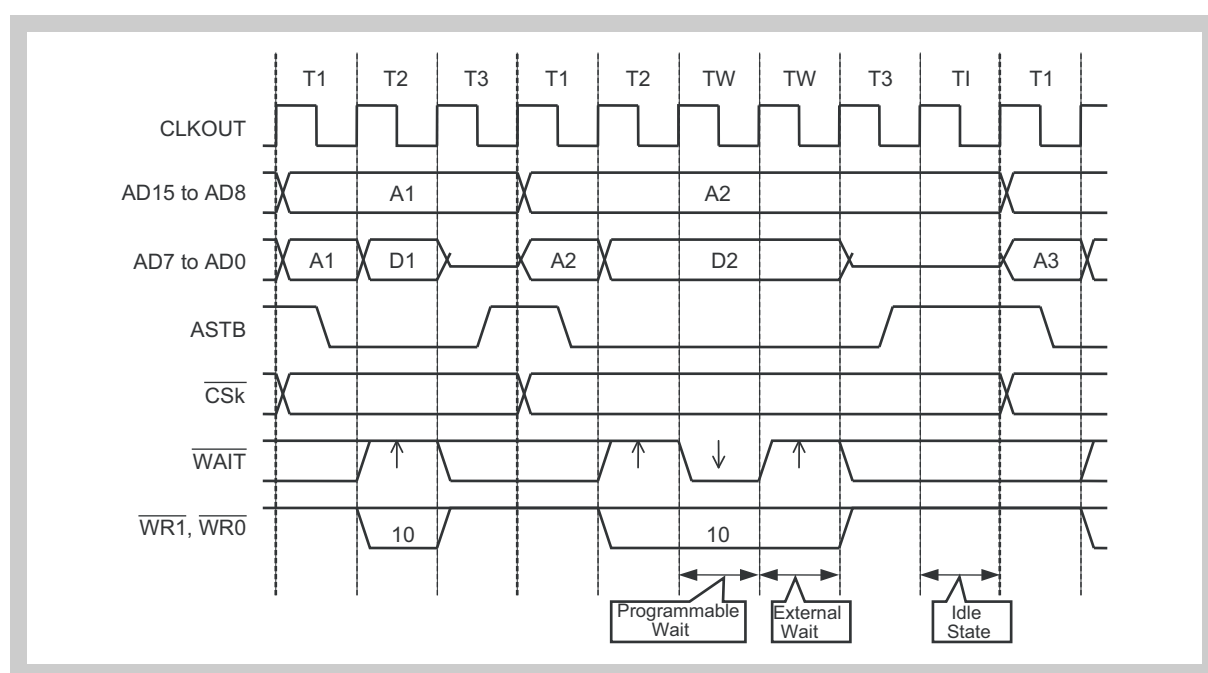 T1 T2 T3 T1 T2 TW TW T3 TI T1
CLKOUT
AD15 to AD8 A1 A2
AD7 to AD0 A1 D1 A2 D2 A3
ASTB
CSk
WAIT
WR1, WR0 10 10
Programmable
Wait
External
Wait
Idle
State